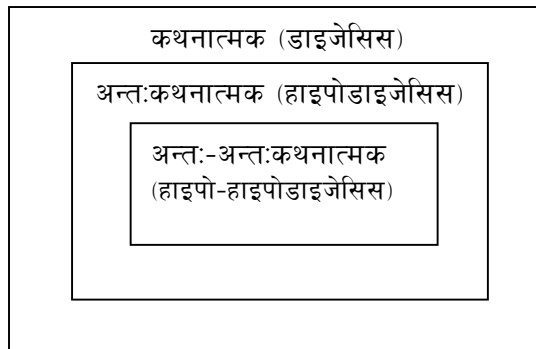 कथनात्मक (डाइजेसिस)
अन्त:कथनात्मक (हाइपोडाइजेसिस)
अन्त:-अन्त:कथनात्मक
(हाइपो-हाइपोडाइजेसिस)